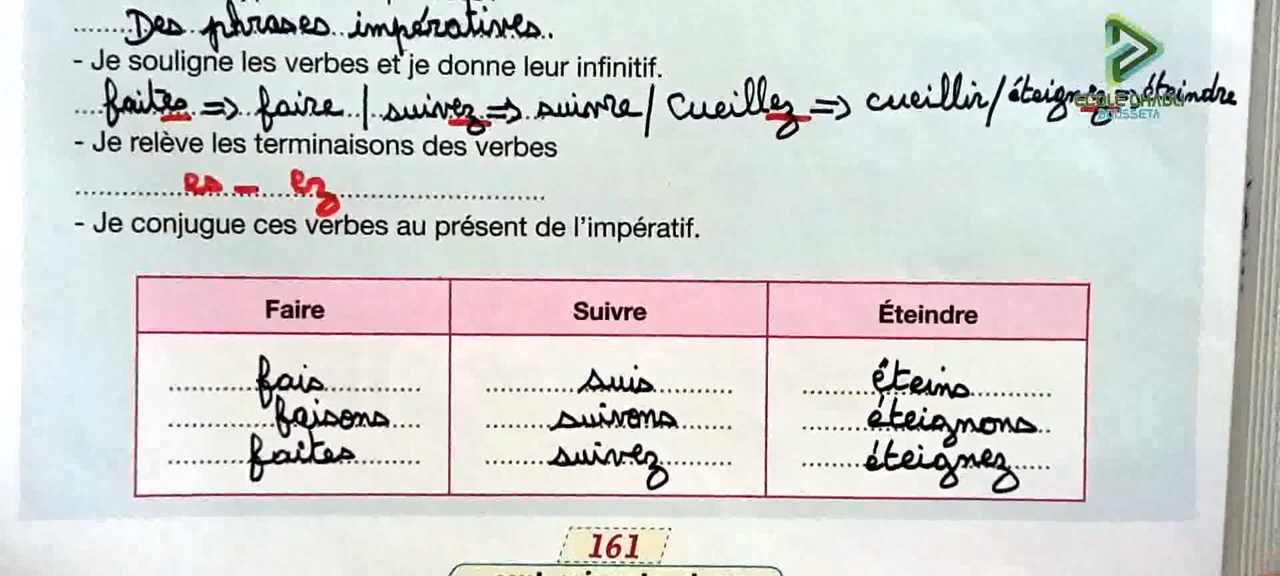 Des phrases impératives.
- Je souligne les verbes et je donne leur infinitif.
faites => faire / suivez => suivre / cueillez => cueillir / éteignez => éteindre
- Je relève les terminaisons des verbes
es - ez
- Je conjugue ces verbes au présent de l'impératif.
Faire Suivre Éteindre
fais suis éteins
faisons suivons éteignons
faites suivez éteignez
161